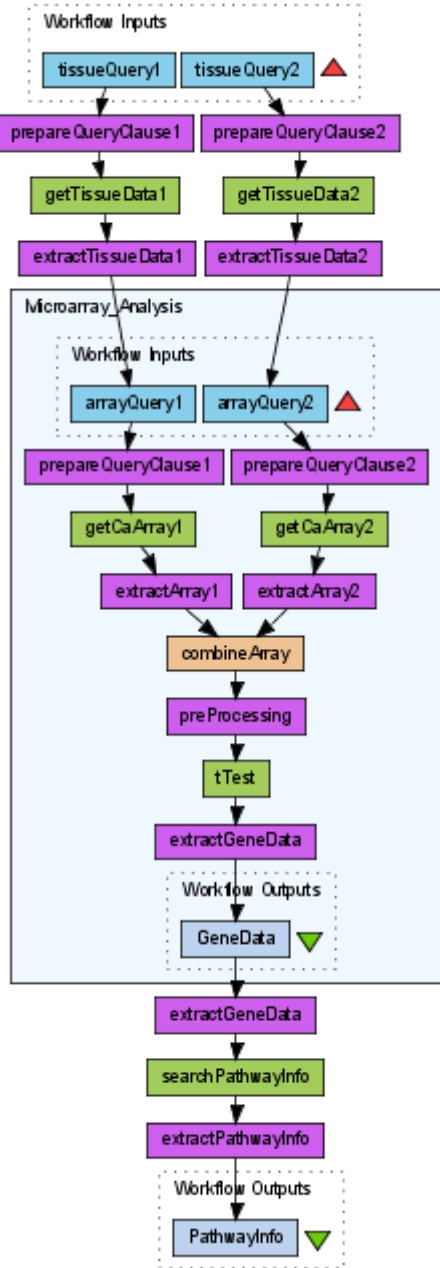 Workflow Inputs
tissueQuery1 tissueQuery2
prepareQueryClause1 prepareQueryClause2
getTissueData1 getTissueData2
extractTissueData1 extractTissueData2
Microarray_Analysis
Workflow Inputs
arrayQuery1 arrayQuery2
prepareQueryClause1 prepareQueryClause2
getCaArray1 getCaArray2
extractArray1 extractArray2
combineArray
preProcessing
tTest
extractGeneData
Workflow Outputs
GeneData
extractGeneData
searchPathwayInfo
extractPathwayInfo
Workflow Outputs
PathwayInfo